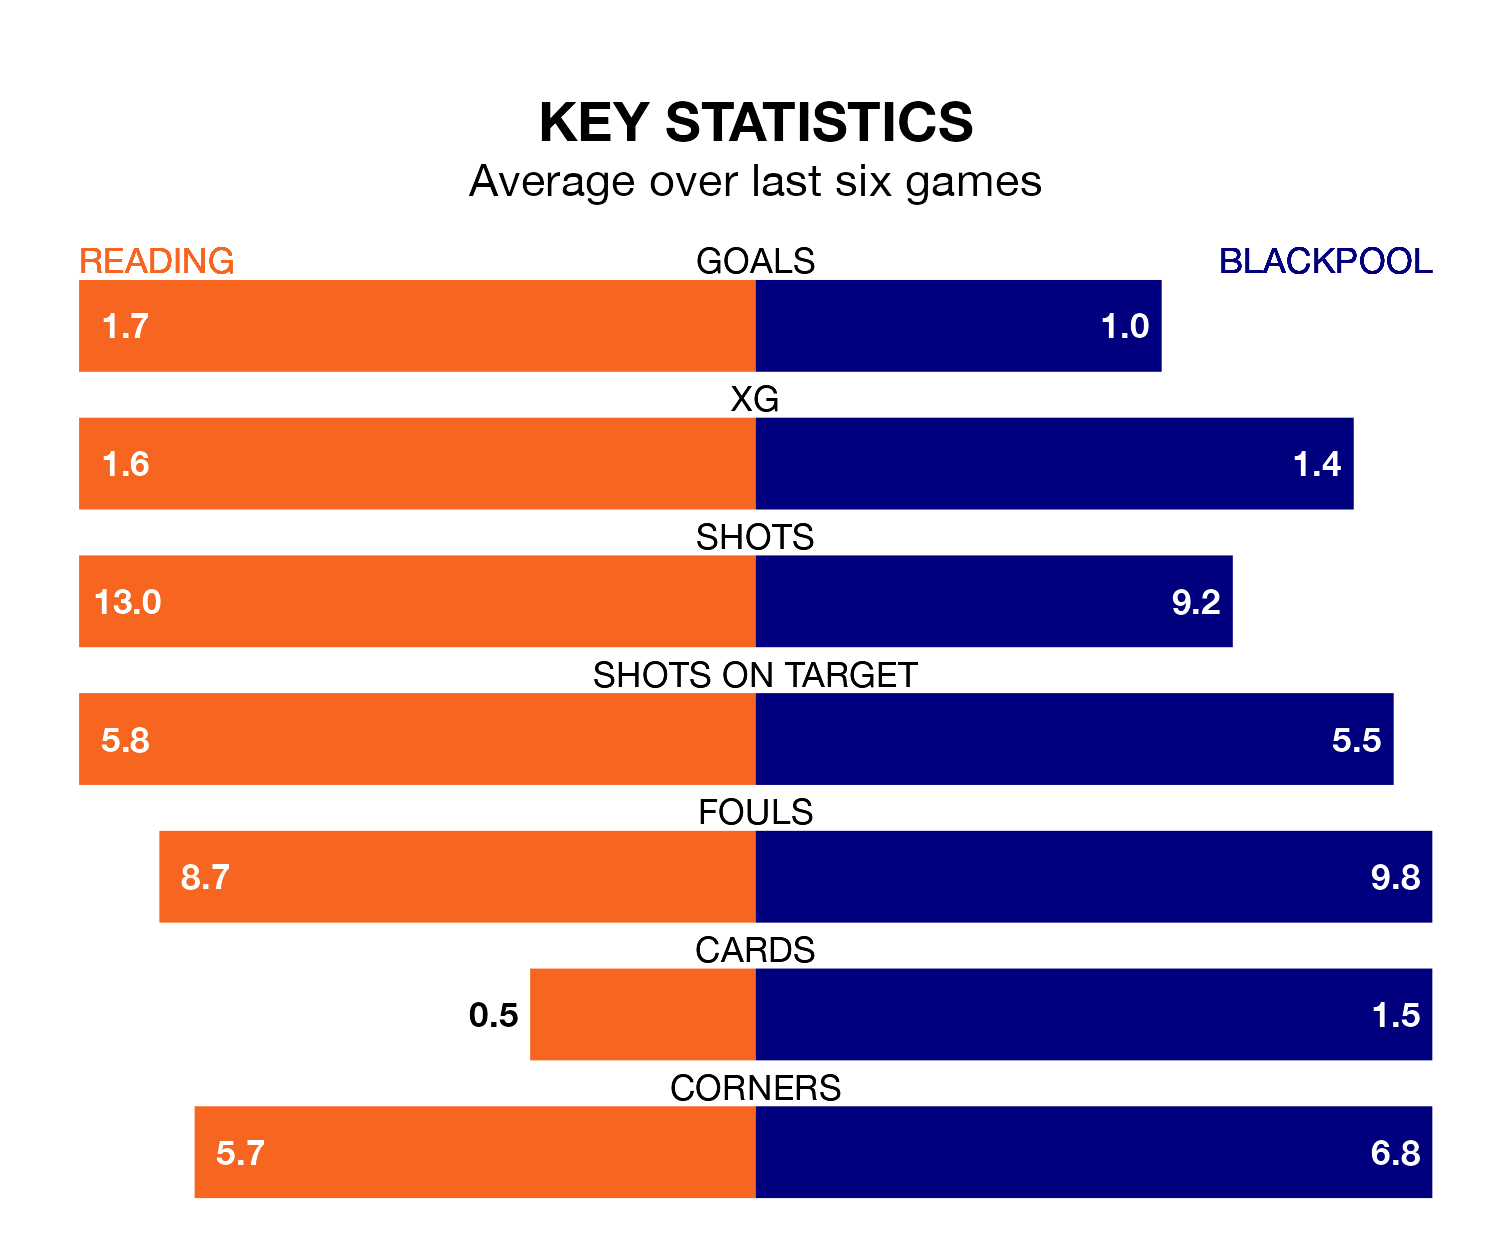 KEY STATISTICS
Average over last six games
READING GOALS BLACKPOOL
1.7 1.0
XG
1.6 1.4
SHOTS
13.0 9.2
SHOTS ON TARGET
5.8 5.5
FOULS
8.7 9.8
CARDS
0.5 1.5
CORNERS
5.7 6.8